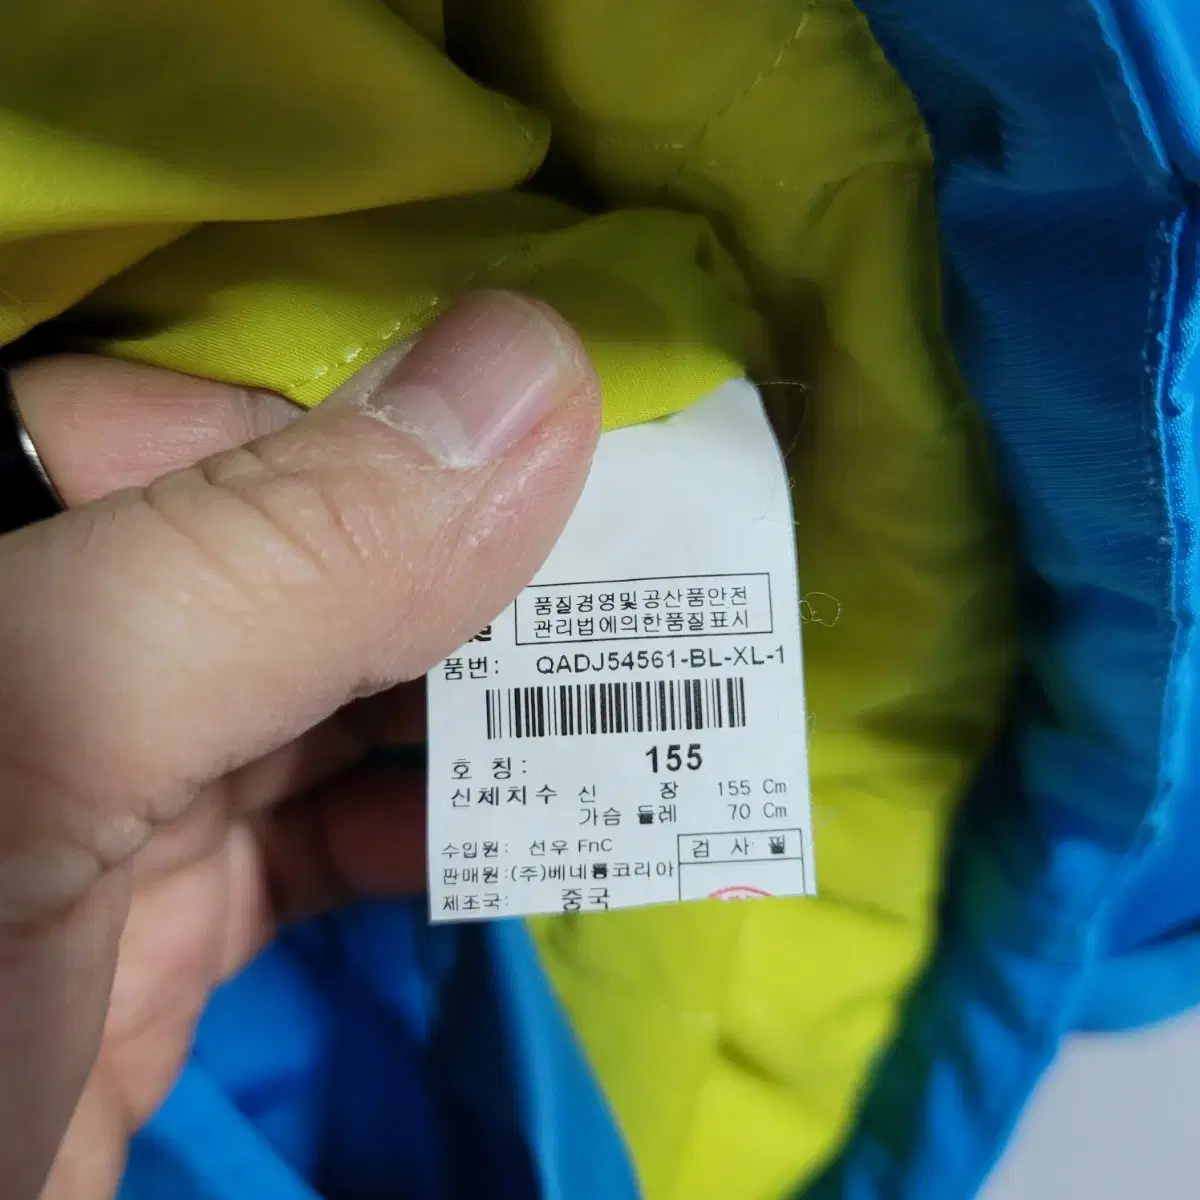 품질경영및공산품안전
관리법에의한품질표시
품번: QADJ54561-BL-XL-1
호 칭: 155
신체치수 신 장 155 Cm
가슴 둘레 70 Cm
수입원: 선우 FnC
검 사 필
판매원:(주)베네통코리아
제조국: 중국